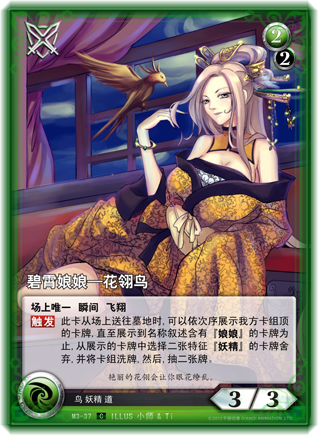 2
2
碧霄娘娘—花翎鸟
场上唯一 瞬间 飞翔
触发 此卡从场上送往墓地时, 可以依次序展示我方卡组顶
的卡牌, 直至展示到名称叙述含有『娘娘』的卡牌为
止, 从展示的卡牌中选择二张特征『妖精』的卡牌舍
弃, 并将卡组洗牌, 然后, 抽二张牌.
艳丽的花翎会让你眼花缭乱.
鸟 妖精 道
3 / 3
M3-37 C ILLUS 小师 & Ti